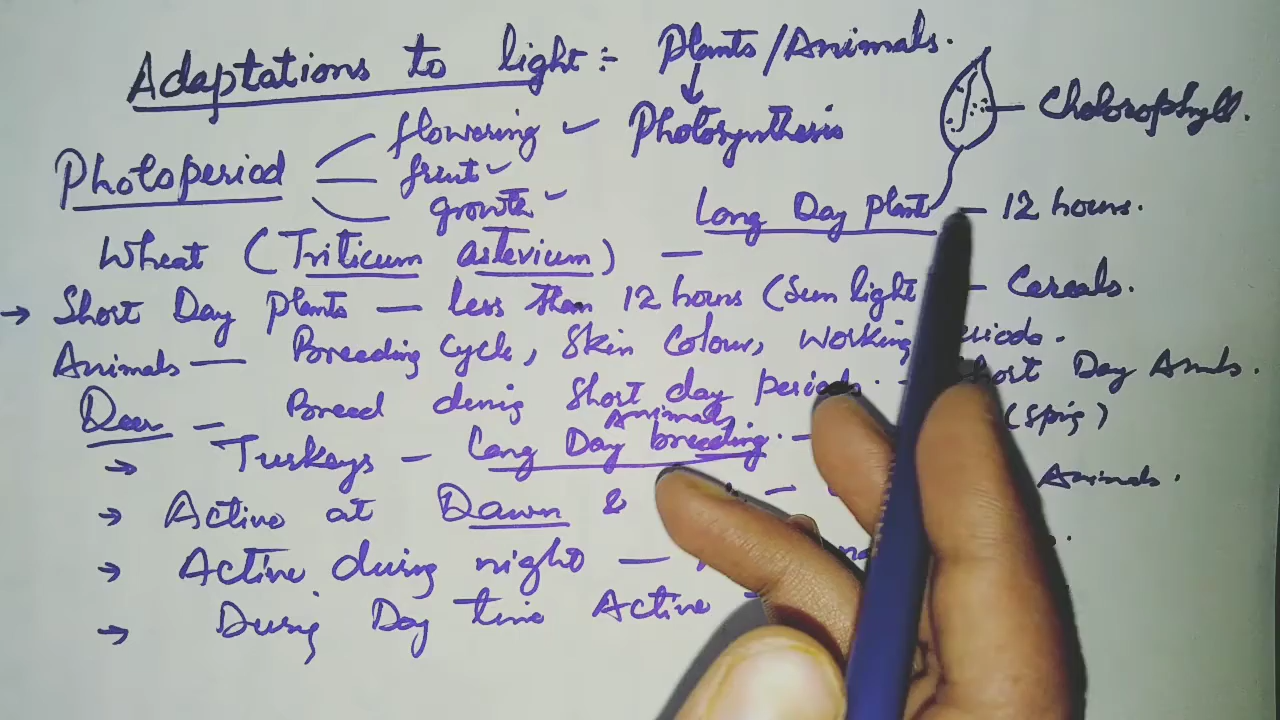 Adaptations to light :- Plants/Animals.
Photoperiod flowering Photosynthesis Cholorophyll.
fruit
growth
Long Day Plant — 12 hours.
Wheat (Triticum astevium) —
→ Short Day Plants — less than 12 hours (Sun light — Cereals.
Animals — Breeding Cycle, Skin Colour, working
Deer — Breed during Short day periods. - Short Day
→ Turkeys — Long Day breeding. - Animals
→ Active at Dawn & - Animals.
→ Active during night —
→ During Day time Active